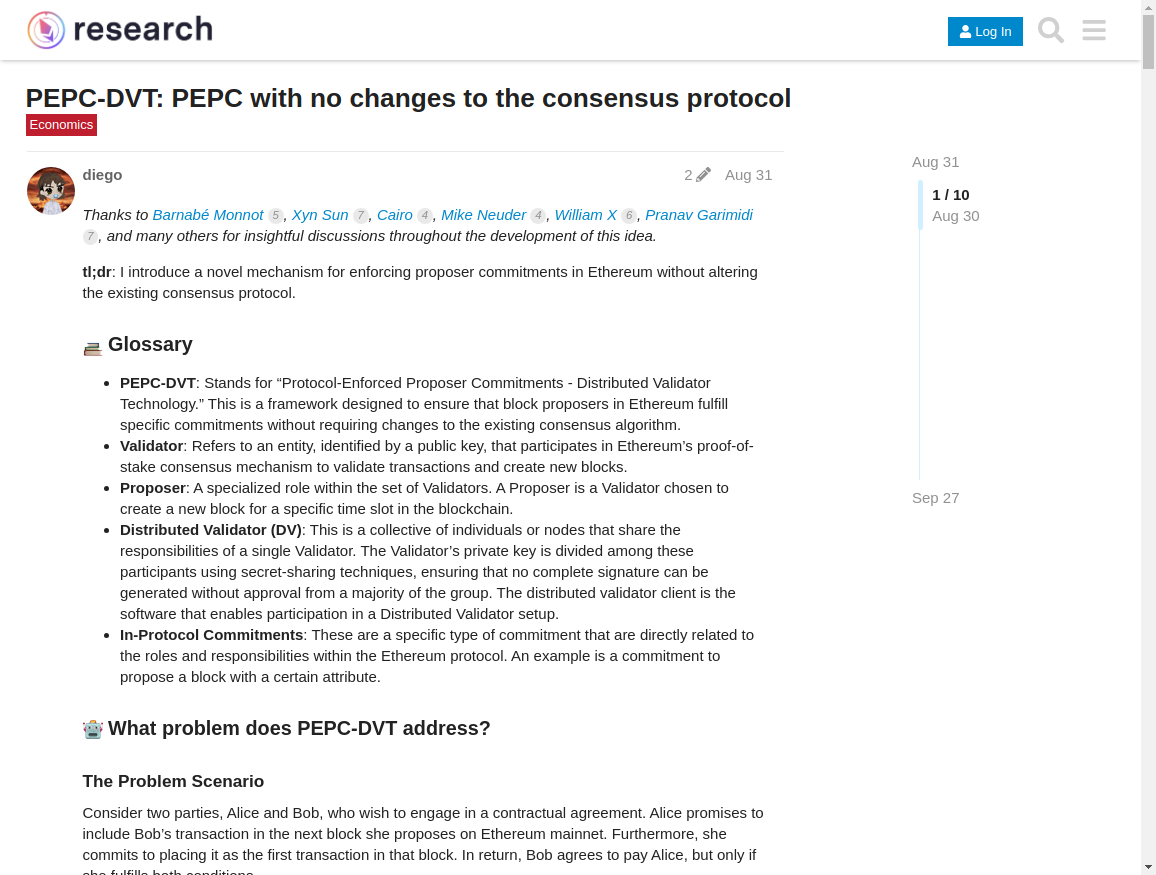 research
Log In
PEPC-DVT: PEPC with no changes to the consensus protocol
Economics
diego
2
Aug 31
Aug 31
1 / 10
Aug 30
Sep 27
Thanks to Barnabé Monnot 5, Xyn Sun 7, Cairo 4, Mike Neuder 4, William X 6, Pranav Garimidi
7, and many others for insightful discussions throughout the development of this idea.
tl;dr: I introduce a novel mechanism for enforcing proposer commitments in Ethereum without altering
the existing consensus protocol.
Glossary
• PEPC-DVT: Stands for “Protocol-Enforced Proposer Commitments - Distributed Validator
Technology.” This is a framework designed to ensure that block proposers in Ethereum fulfill
specific commitments without requiring changes to the existing consensus algorithm.
• Validator: Refers to an entity, identified by a public key, that participates in Ethereum’s proof-of-
stake consensus mechanism to validate transactions and create new blocks.
• Proposer: A specialized role within the set of Validators. A Proposer is a Validator chosen to
create a new block for a specific time slot in the blockchain.
• Distributed Validator (DV): This is a collective of individuals or nodes that share the
responsibilities of a single Validator. The Validator’s private key is divided among these
participants using secret-sharing techniques, ensuring that no complete signature can be
generated without approval from a majority of the group. The distributed validator client is the
software that enables participation in a Distributed Validator setup.
• In-Protocol Commitments: These are a specific type of commitment that are directly related to
the roles and responsibilities within the Ethereum protocol. An example is a commitment to
propose a block with a certain attribute.
What problem does PEPC-DVT address?
The Problem Scenario
Consider two parties, Alice and Bob, who wish to engage in a contractual agreement. Alice promises to
include Bob’s transaction in the next block she proposes on Ethereum mainnet. Furthermore, she
commits to placing it as the first transaction in that block. In return, Bob agrees to pay Alice, but only if
she fulfills both conditions.